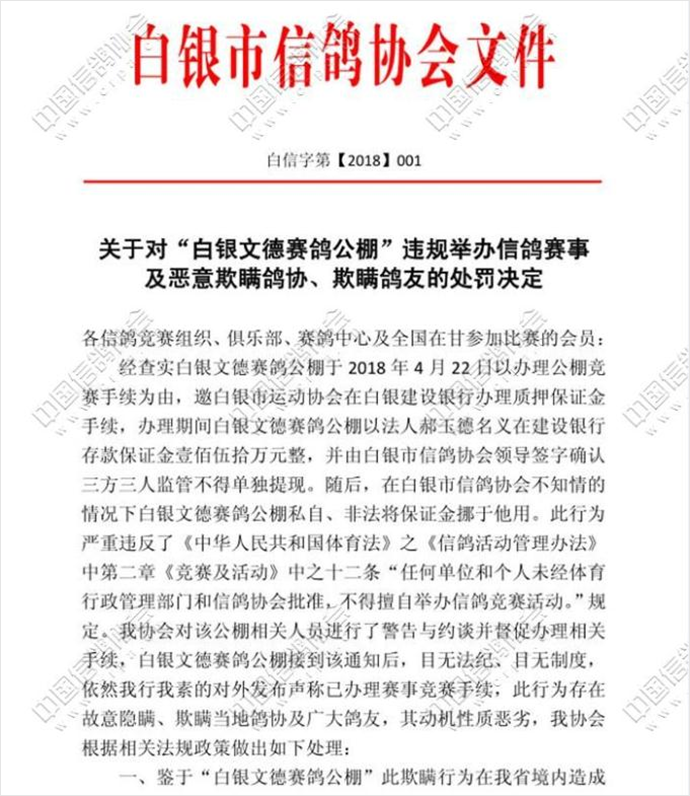 白银市信鸽协会文件
白信字第【2018】001
关于对“白银文德赛鸽公棚”违规举办信鸽赛事
及恶意欺瞒鸽协、欺瞒鸽友的处罚决定
各信鸽竞赛组织、俱乐部、赛鸽中心及全国在甘参加比赛的会员：
经查实白银文德赛鸽公棚于 2018 年 4 月 22 日以办理公棚竞
赛手续为由，邀白银市运动协会在白银建设银行办理质押保证金
手续，办理期间白银文德赛鸽公棚以法人郝玉德名义在建设银行
存款保证金壹佰伍拾万元整，并由白银市信鸽协会领导签字确认
三方三人监管不得单独提现。随后，在白银市信鸽协会不知情的
情况下白银文德赛鸽公棚私自、非法将保证金挪于他用。此行为
严重违反了《中华人民共和国体育法》之《信鸽活动管理办法》
中第二章《竞赛及活动》中之十二条“任何单位和个人未经体育
行政管理部门和信鸽协会批准，不得擅自举办信鸽竞赛活动。”规
定。我协会对该公棚相关人员进行了警告与约谈并督促办理相关
手续，白银文德赛鸽公棚接到该通知后，目无法纪、目无制度，
依然我行我素的对外发布声称已办理赛事竞赛手续，此行为存在
故意隐瞒、欺瞒当地鸽协及广大鸽友，其动机性质恶劣，我协会
根据相关法规政策做出如下处理：
一、鉴于“白银文德赛鸽公棚”此欺瞒行为在我省境内造成